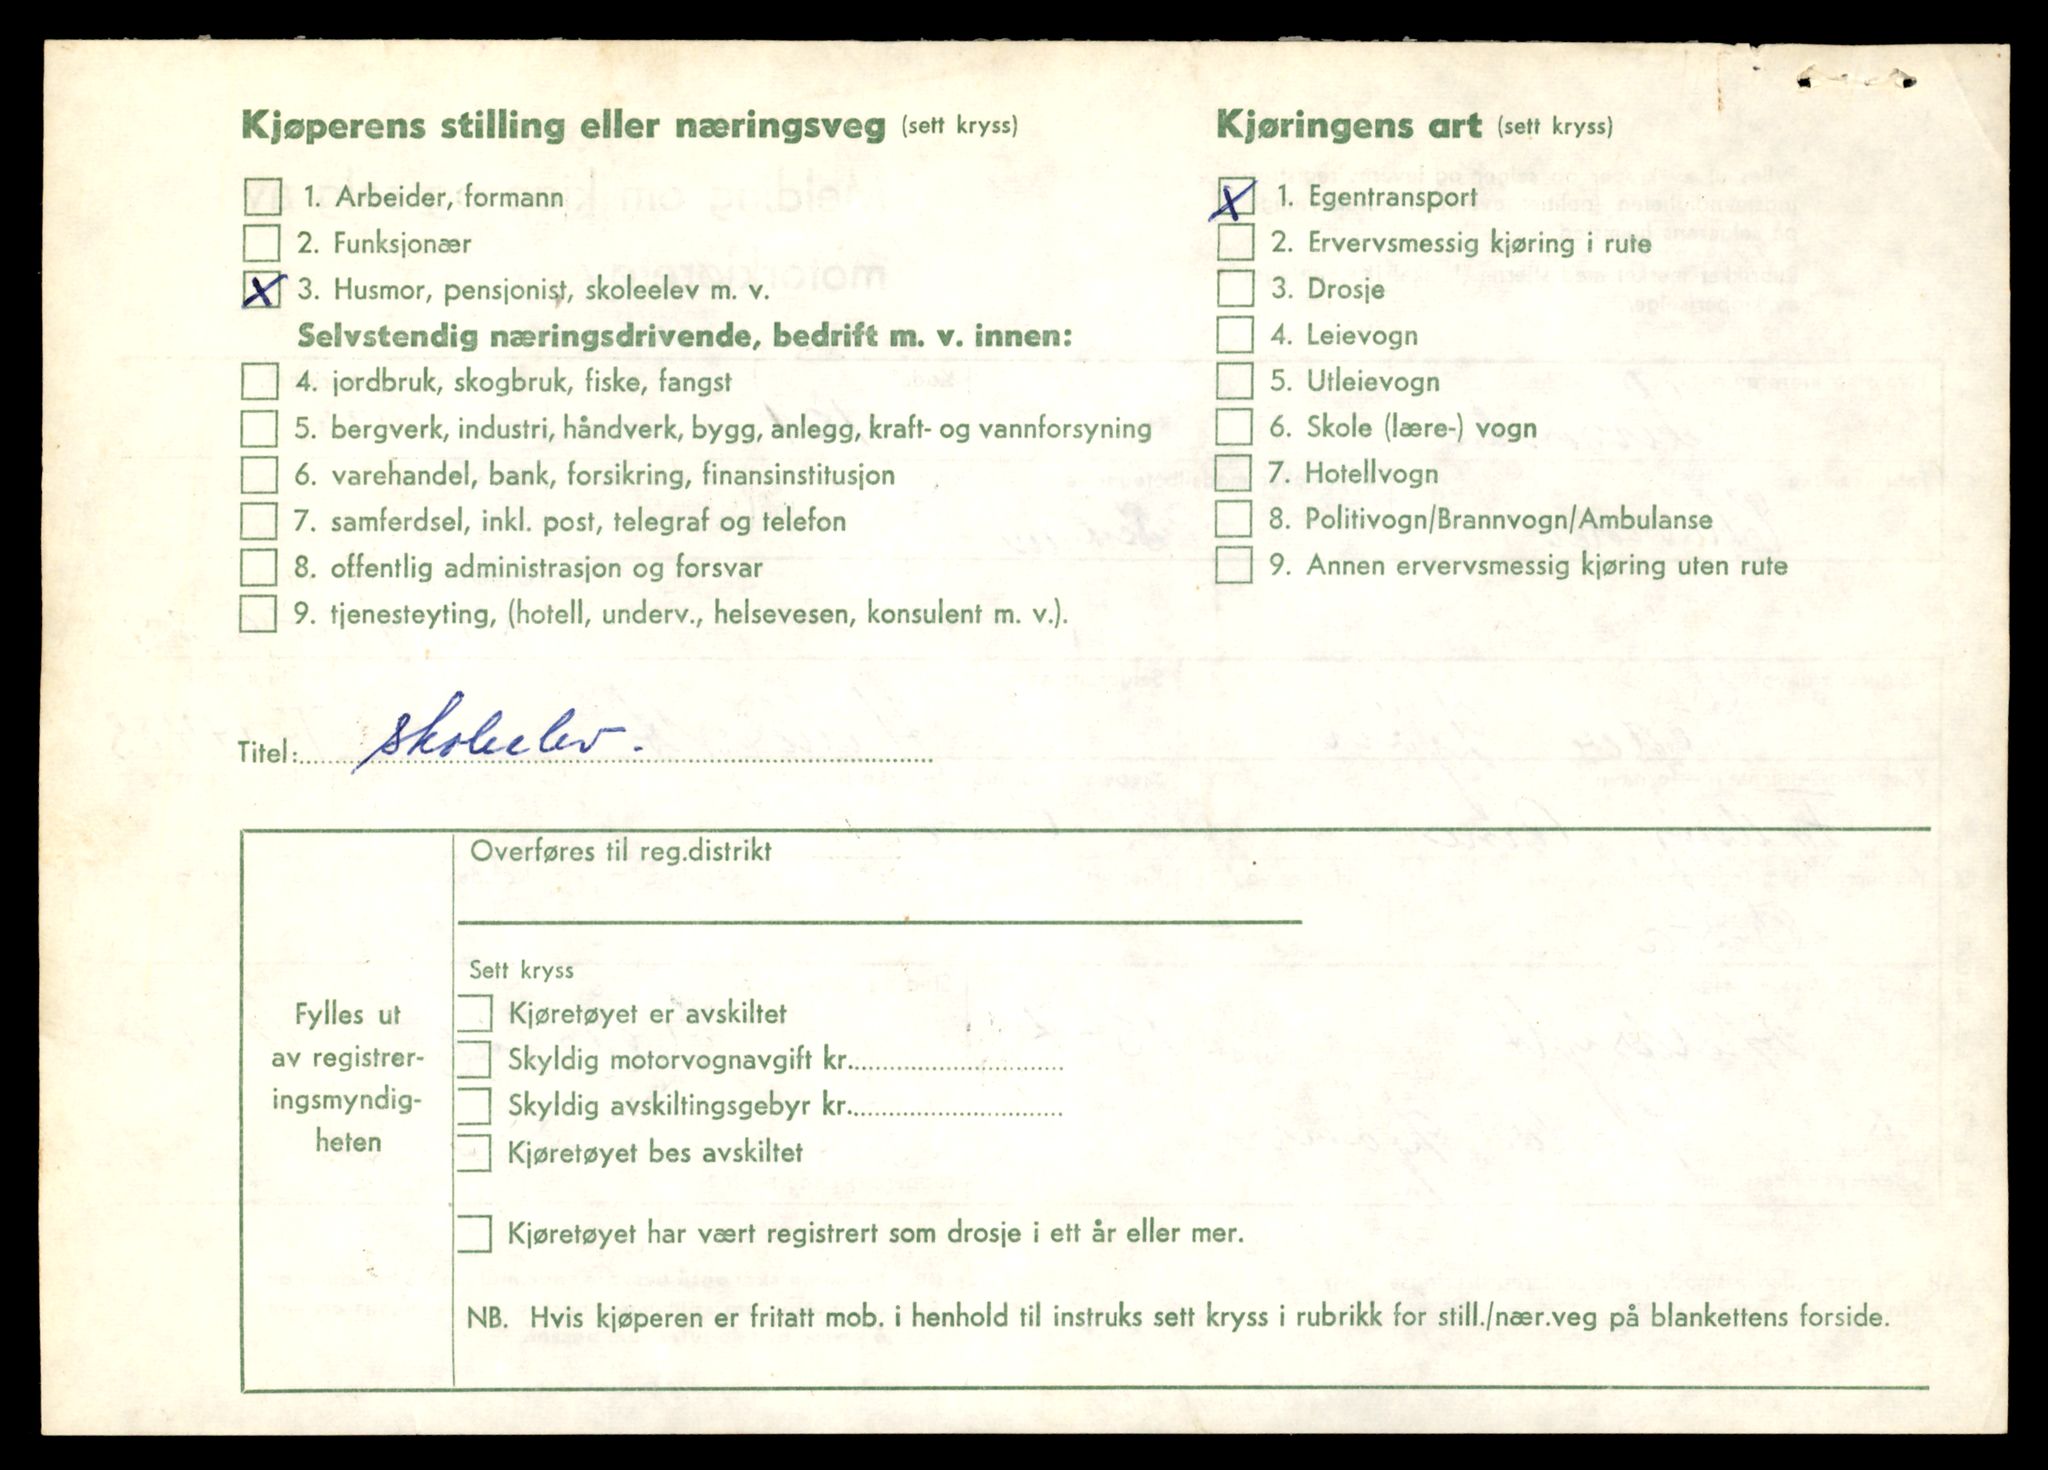 Kjøperens stilling eller næringsveg (sett kryss)
X 1. Arbeider, formann
2. Funksjonær
X 3. Husmor, pensjonist, skoleelev m. v.
Selvstendig næringsdrivende, bedrift m. v. innen:
4. jordbruk, skogbruk, fiske, fangst
5. bergverk, industri, håndverk, bygg, anlegg, kraft- og vannforsyning
6. varehandel, bank, forsikring, finansinstitusjon
7. samferdsel, inkl. post, telegraf og telefon
8. offentlig administrasjon og forsvar
9. tjenesteyting, (hotell, underv., helsevesen, konsulent m. v.).
Kjøringens art (sett kryss)
X 1. Egentransport
2. Ervervsmessig kjøring i rute
3. Drosje
4. Leievogn
5. Utleievogn
6. Skole (lære-) vogn
7. Hotellvogn
8. Politivogn/Brannvogn/Ambulanse
9. Annen ervervsmessig kjøring uten rute
Titel: skoleelev.
Fylles ut
av registrer-
ingsmyndig-
heten
Overføres til reg.distrikt
Sett kryss
Kjøretøyet er avskiltet
Skyldig motorvognavgift kr.
Skyldig avskiltingsgebyr kr.
Kjøretøyet bes avskiltet
Kjøretøyet har vært registrert som drosje i ett år eller mer.
NB. Hvis kjøperen er fritatt mob. i henhold til instruks sett kryss i rubrikk for still./nær.veg på blankettens forside.